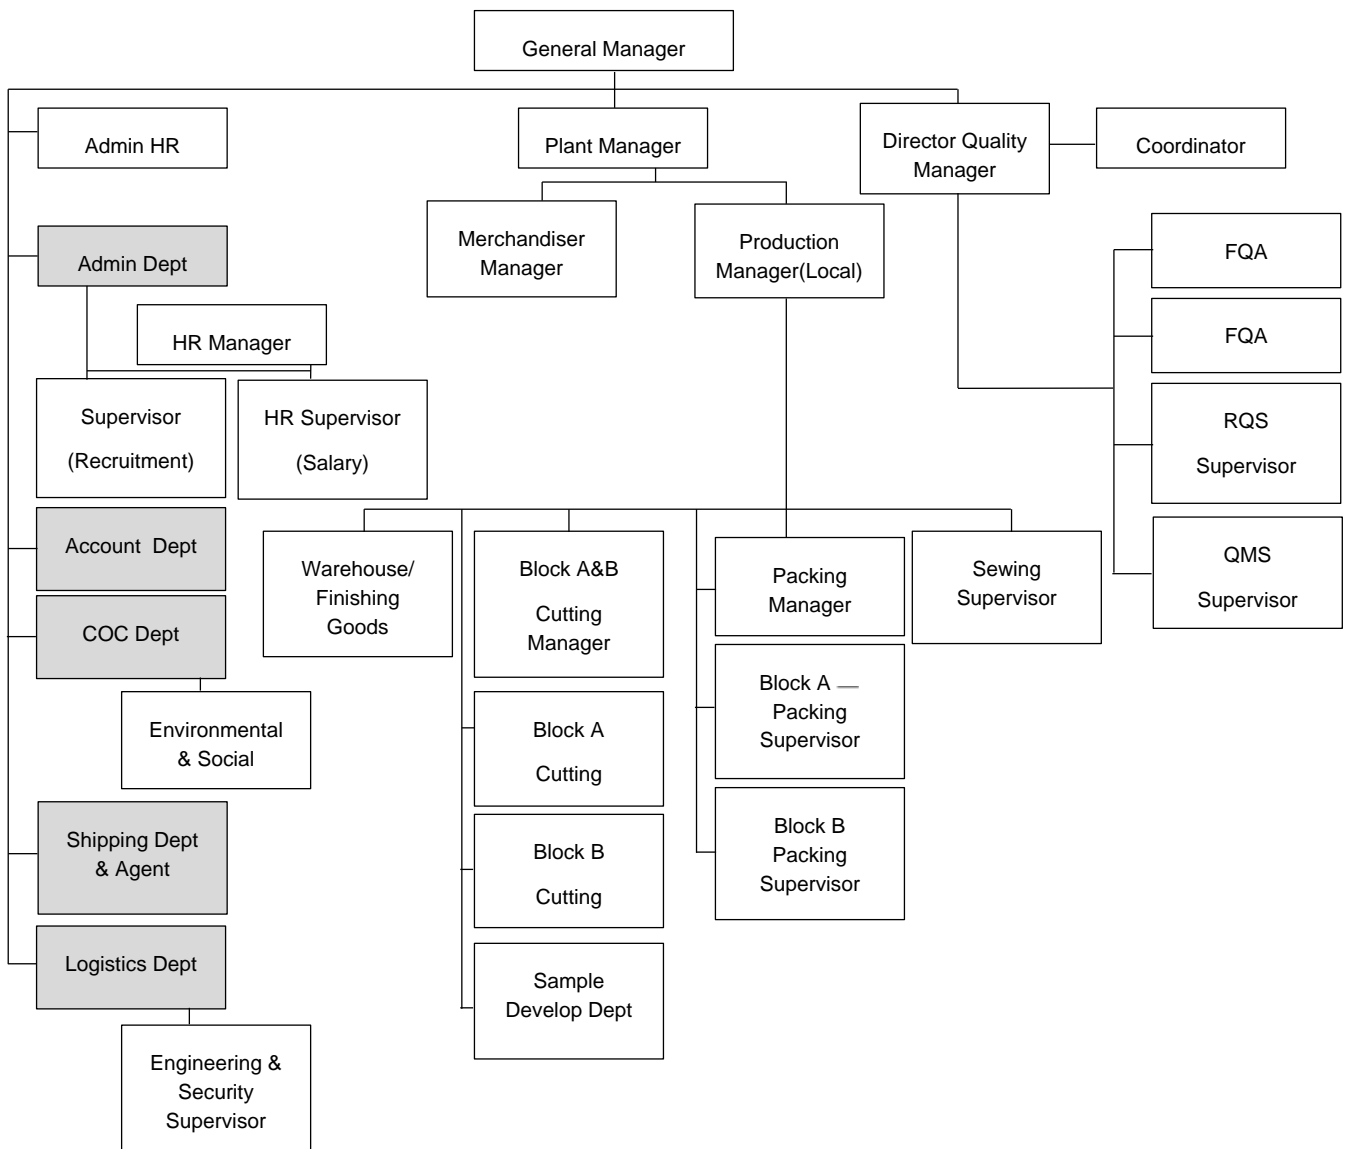 General Manager
Admin HR
Plant Manager
Director Quality
Manager
Coordinator
Merchandiser
Manager
Production
Manager(Local)
FQA
FQA
RQS
Supervisor
QMS
Supervisor
Admin Dept
HR Manager
Supervisor
(Recruitment)
HR Supervisor
(Salary)
Account  Dept
COC Dept
Environmental
& Social
Shipping Dept
& Agent
Logistics Dept
Engineering &
Security
Supervisor
Warehouse/
Finishing
Goods
Block A&B
Cutting
Manager
Block A
Cutting
Block B
Cutting
Sample
Develop Dept
Packing
Manager
Block A —
Packing
Supervisor
Block B
Packing
Supervisor
Sewing
Supervisor